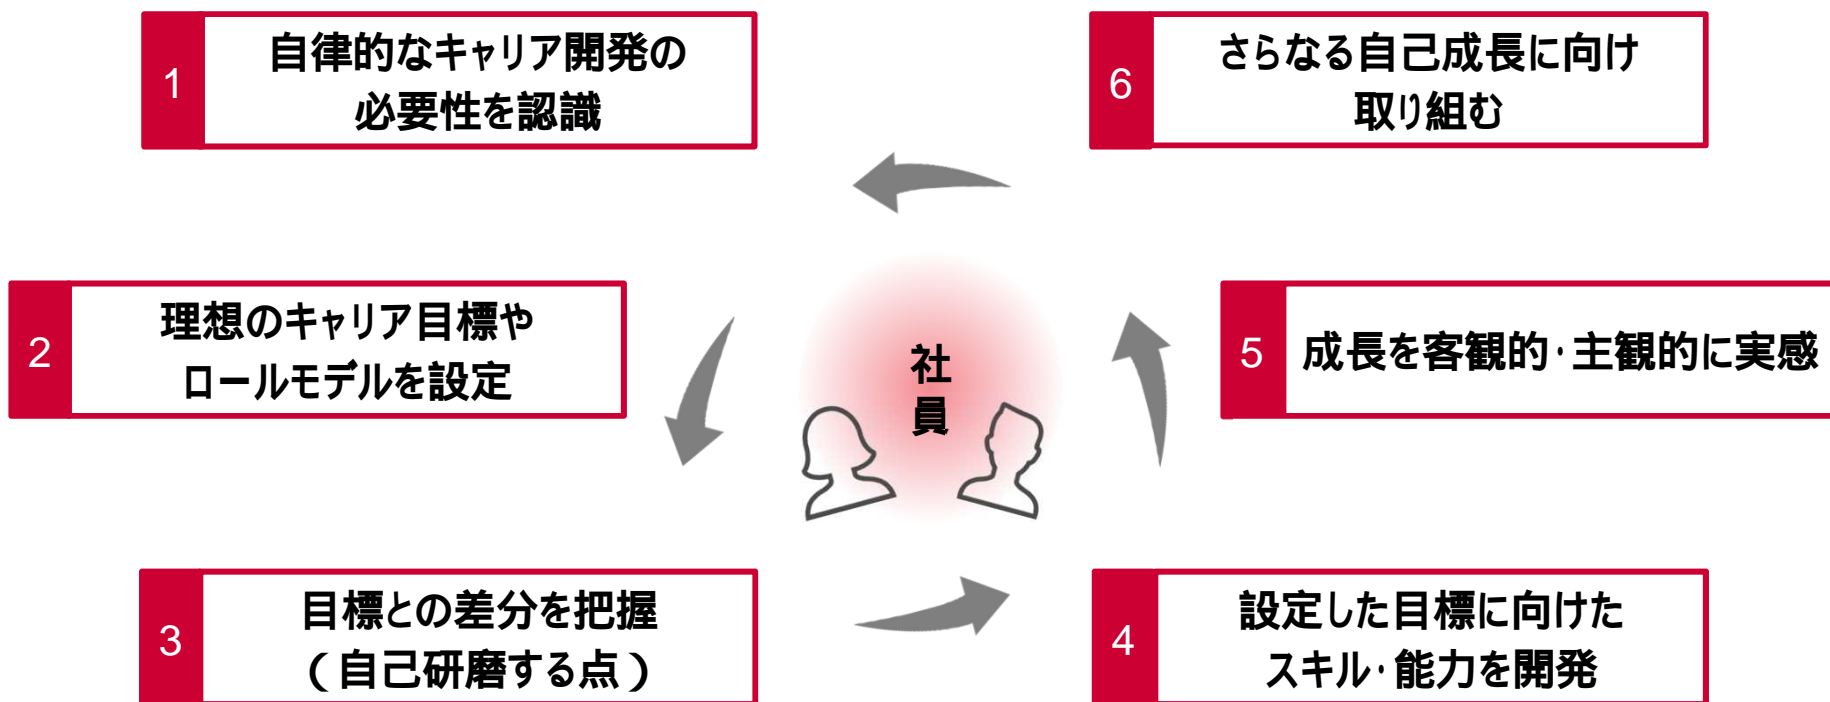 1
自律的なキャリア開発の
必要性を認識
2
理想のキャリア目標や
ロールモデルを設定
3
目標との差分を把握
(自己研磨する点)
4
設定した目標に向けた
スキル・能力を開発
5
成長を客観的・主観的に実感
6
さらなる自己成長に向け
取り組む
社
員